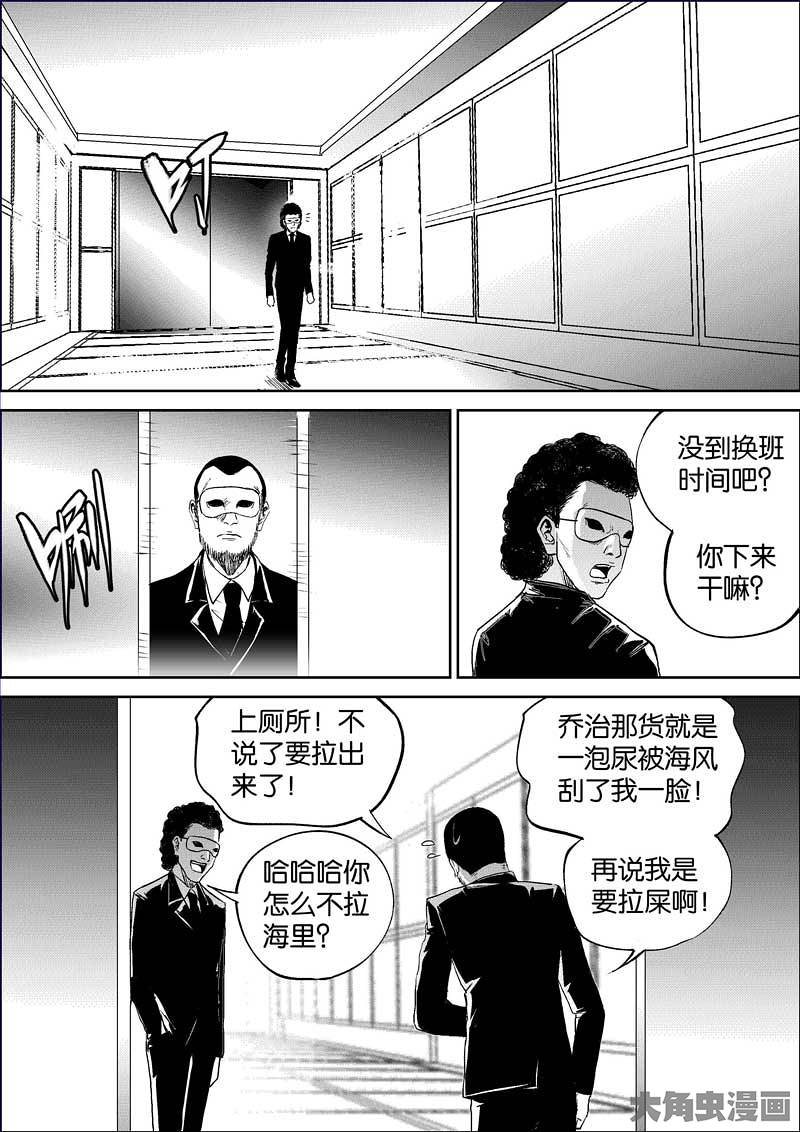 叮
唰
没到换班
时间吧?
你下来
干嘛?
上厕所!不
说了要拉出
来了!
哈哈哈你
怎么不拉
海里?
乔治那货就是
一泡尿被海风
刮了我一脸!
再说我是
要拉屎啊!
大角虫漫画